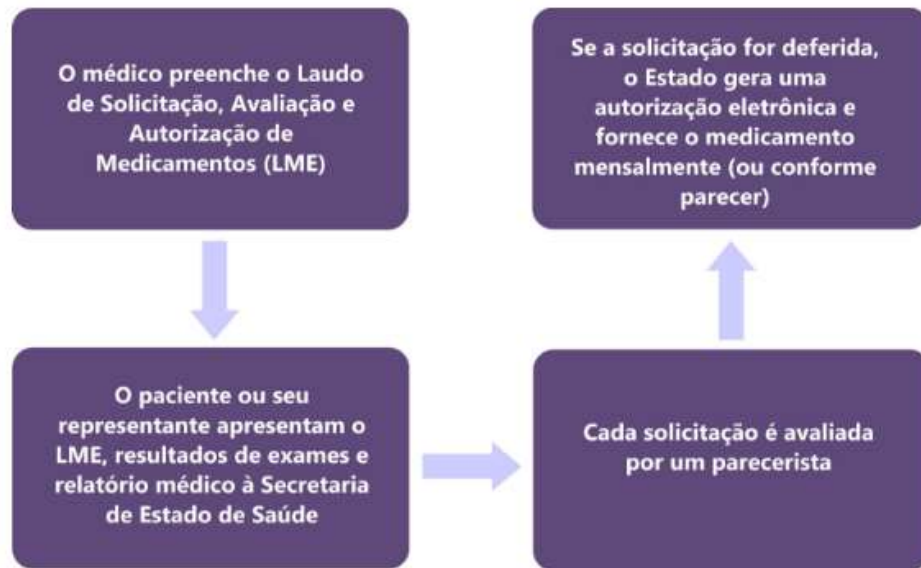 O médico preenche o Laudo
de Solicitação, Avaliação e
Autorização de
Medicamentos (LME)
O paciente ou seu
representante apresentam o
LME, resultados de exames e
relatório médico à Secretaria
de Estado de Saúde
Cada solicitação é avaliada
por um parecerista
Se a solicitação for deferida,
o Estado gera uma
autorização eletrônica e
fornece o medicamento
mensalmente (ou conforme
parecer)